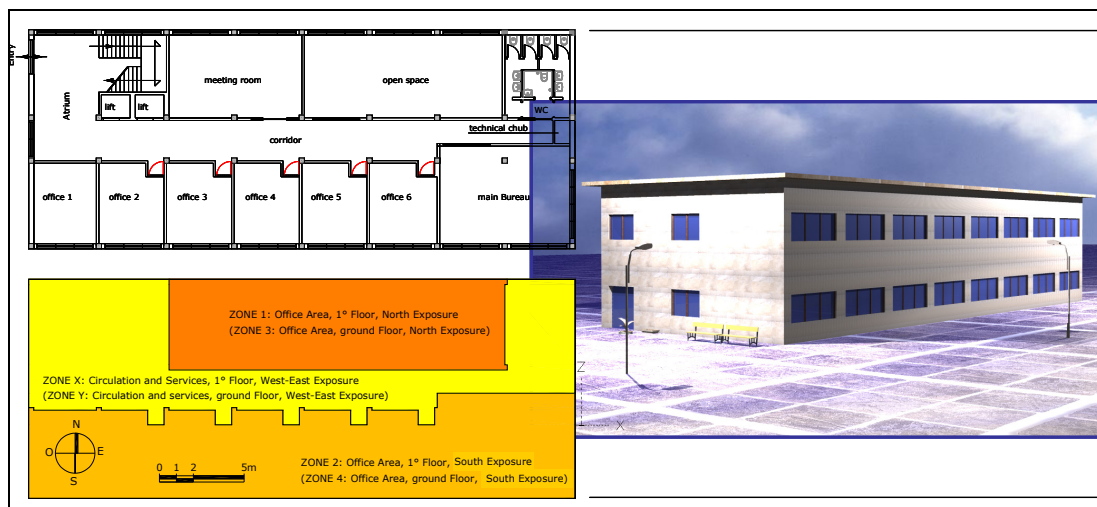 Entry
Atrium
lift
lift
meeting room
open space
WC
technical chub
corridor
office 1
office 2
office 3
office 4
office 5
office 6
main Bureau
ZONE 1: Office Area, 1° Floor, North Exposure
(ZONE 3: Office Area, ground Floor, North Exposure)
ZONE X: Circulation and Services, 1° Floor, West-East Exposure
(ZONE Y: Circulation and services, ground Floor, West-East Exposure)
N
O
E
S
0 1 2 5m
ZONE 2: Office Area, 1° Floor, South Exposure
(ZONE 4: Office Area, ground Floor, South Exposure)
Z
X